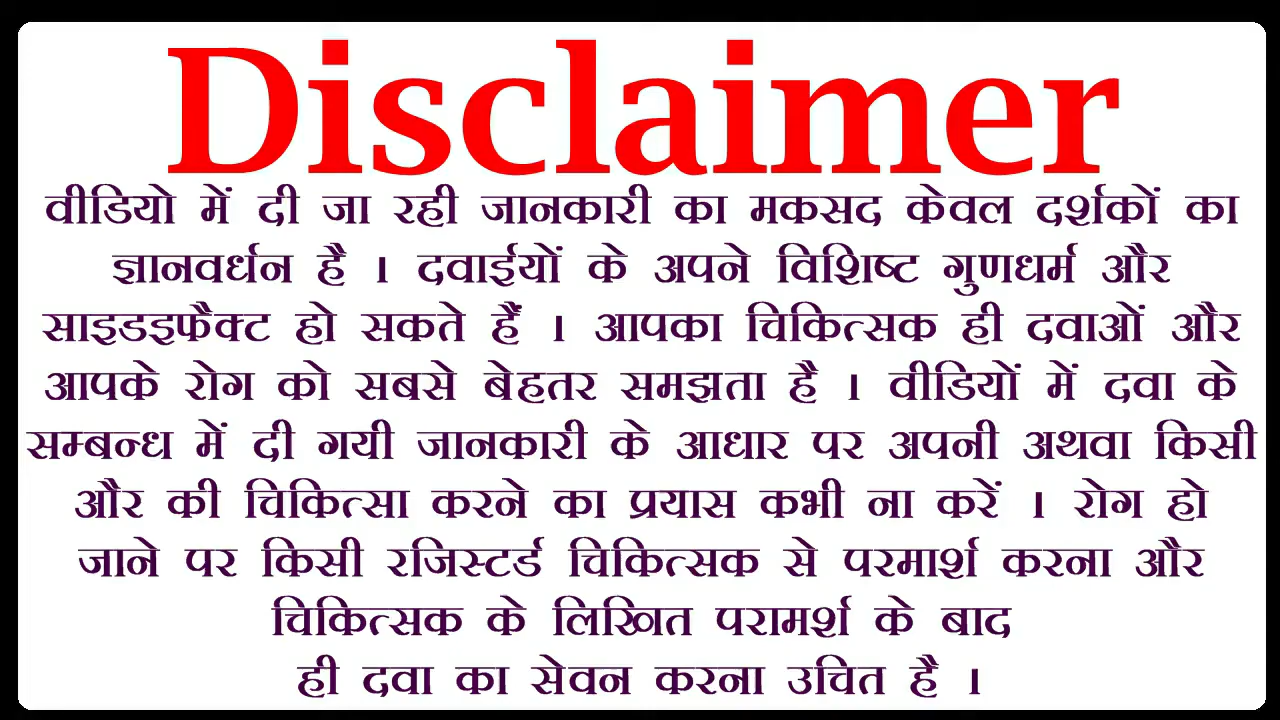 Disclaimer
वीडियो में दी जा रही जानकारी का मकसद केवल दर्शकों का
ज्ञानवर्धन है । दवाईयों के अपने विशिष्ट गुणधर्म और
साइडइफैक्ट हो सकते हैं । आपका चिकित्सक ही दवाओं और
आपके रोग को सबसे बेहतर समझता है । वीडियों में दवा के
सम्बन्ध में दी गयी जानकारी के आधार पर अपनी अथवा किसी
और की चिकित्सा करने का प्रयास कभी ना करें । रोग हो
जाने पर किसी रजिस्टर्ड चिकित्सक से परमार्श करना और
चिकित्सक के लिखित परामर्श के बाद
ही दवा का सेवन करना उचित है ।